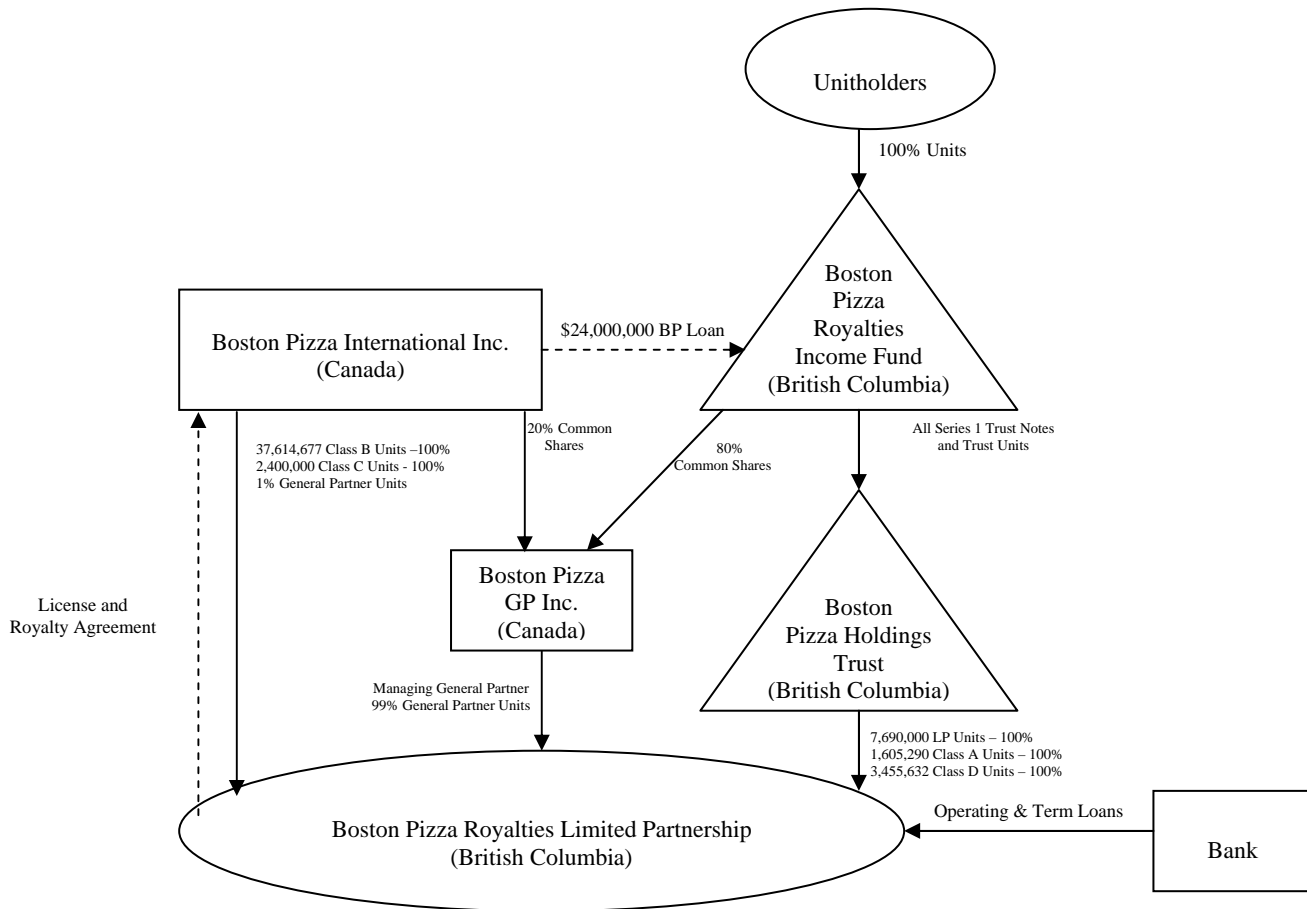 Unitholders
100% Units
Boston
Pizza
Royalties
Income Fund
(British Columbia)
Boston Pizza International Inc.
(Canada)
$24,000,000 BP Loan
37,614,677 Class B Units –100%
2,400,000 Class C Units - 100%
1% General Partner Units
20% Common
Shares
80%
Common Shares
All Series 1 Trust Notes
and Trust Units
License and
Royalty Agreement
Boston Pizza
GP Inc.
(Canada)
Boston
Pizza Holdings
Trust
(British Columbia)
Managing General Partner
99% General Partner Units
7,690,000 LP Units – 100%
1,605,290 Class A Units – 100%
3,455,632 Class D Units – 100%
Boston Pizza Royalties Limited Partnership
(British Columbia)
Operating & Term Loans
Bank